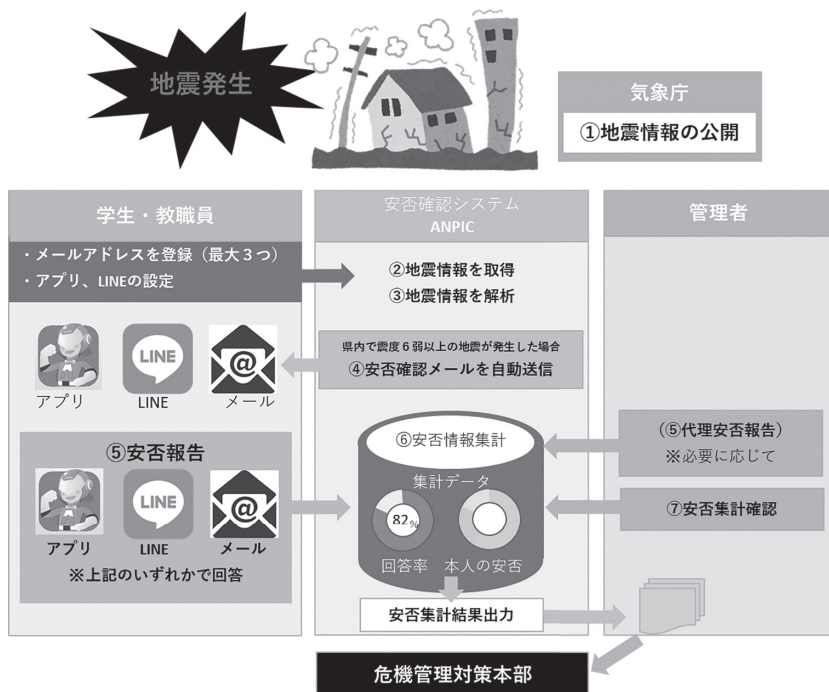 地震発生
気象庁
①地震情報の公開
学生・教職員
・メールアドレスを登録（最大３つ）
・アプリ、LINEの設定
安否確認システム
ANPIC
管理者
②地震情報を取得
③地震情報を解析
県内で震度６弱以上の地震が発生した場合
④安否確認メールを自動送信
LINE
@
アプリ
LINE
メール
⑤安否報告
LINE
@
アプリ
LINE
メール
※上記のいずれかで回答
⑥安否情報集計
集計データ
82%
回答率
本人の安否
安否集計結果出力
（⑤代理安否報告）
※必要に応じて
⑦安否集計確認
危機管理対策本部